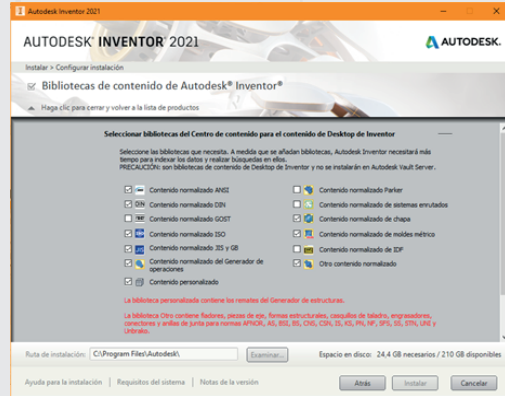 Autodesk Inventor 2021
AUTODESK® INVENTOR® 2021
AUTODESK.
Instalar > Configurar instalación
Bibliotecas de contenido de Autodesk® Inventor®
Haga clic para cerrar y volver a la lista de productos
Seleccionar bibliotecas del Centro de contenido para el contenido de Desktop de Inventor
Seleccione las bibliotecas que necesita. A medida que se añadan bibliotecas, Autodesk Inventor necesitará más
tiempo para indexar los datos y realizar búsquedas en ellos.
PRECAUCIÓN: son bibliotecas de contenido de Desktop de Inventor y no se instalarán en Autodesk Vault Server.
Contenido normalizado ANSI
Contenido normalizado Parker
DIN Contenido normalizado DIN
Contenido normalizado de sistemas enrutados
Contenido normalizado GOST
Contenido normalizado de chapa
Contenido normalizado ISO
Contenido normalizado de moldes métrico
Contenido normalizado JIS y GB
Contenido normalizado de IDF
Contenido normalizado del Generador de
operaciones
Otro contenido normalizado
Contenido personalizado
La biblioteca personalizada contiene los remates del Generador de estructuras.
La biblioteca Otro contiene fiadores, piezas de eje, formas estructurales, casquillos de taladro, engrasadores,
conectores y anillas de junta para normas AFNOR, AS, BSI, BS, CNS, CSN, IS, KS, PN, NF, SFS, SS, STN, UNI y
Unbrako.
Ruta de instalación: C:\Program Files\Autodesk\ Examinar... Espacio en disco: 24,4 GB necesarios / 210 GB disponibles
Ayuda para la instalación | Requisitos del sistema | Notas de la versión
Atrás Instalar Cancelar